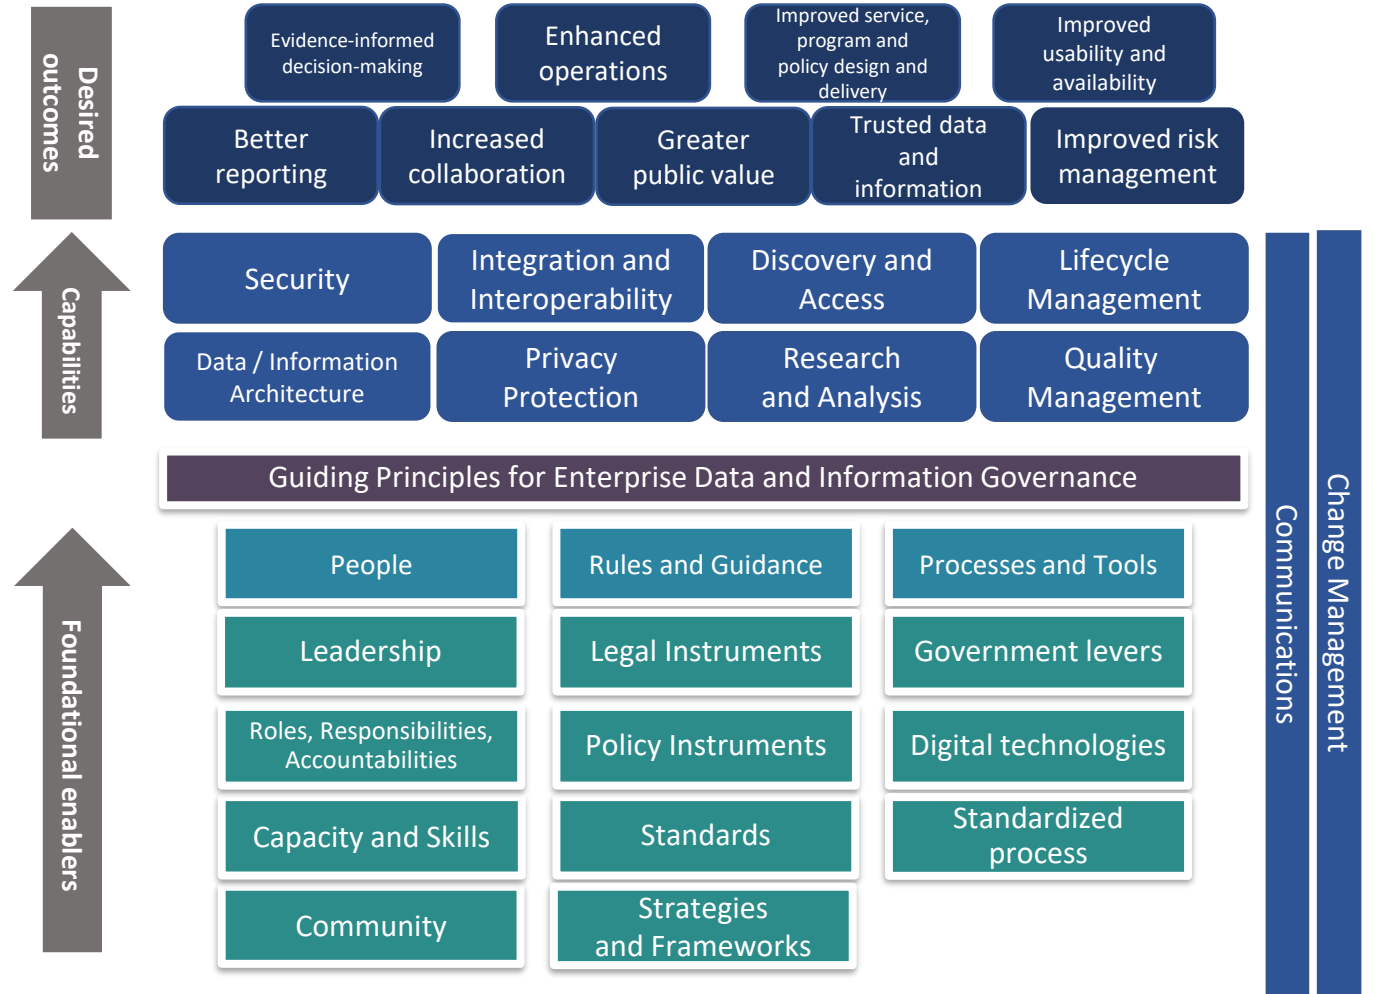 Desired
outcomes
Evidence-informed
decision-making
Enhanced
operations
Improved service,
program and
policy design and
delivery
Improved
usability and
availability
Better
reporting
Increased
collaboration
Greater
public value
Trusted data
and
information
Improved risk
management
Capabilities
Security
Integration and
Interoperability
Discovery and
Access
Lifecycle
Management
Data / Information
Architecture
Privacy
Protection
Research
and Analysis
Quality
Management
Guiding Principles for Enterprise Data and Information Governance
Foundational enablers
People
Rules and Guidance
Processes and Tools
Leadership
Legal Instruments
Government levers
Roles, Responsibilities,
Accountabilities
Policy Instruments
Digital technologies
Capacity and Skills
Standards
Standardized
process
Community
Strategies
and Frameworks
Communications
Change Management